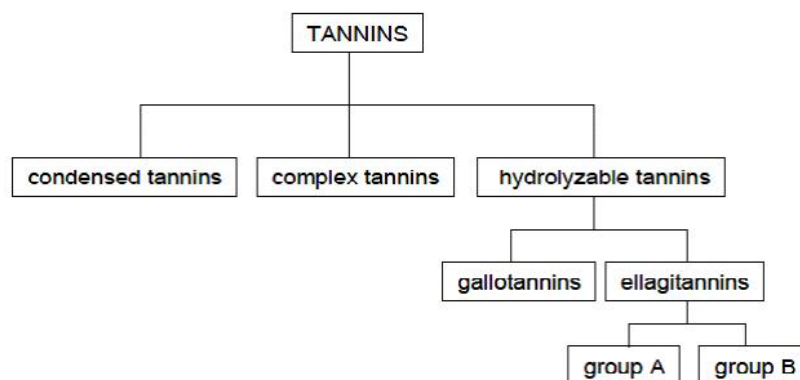 TANNINS
condensed tannins
complex tannins
hydrolyzable tannins
gallotannins
ellagitannins
group A
group B